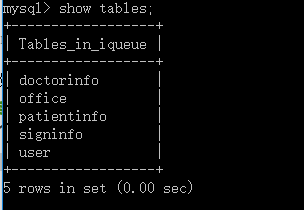 mysql> show tables;
+------------------+
| Tables_in_iqueue |
+------------------+
| doctorinfo       |
| office           |
| patientinfo      |
| signinfo         |
| user             |
+------------------+
5 rows in set (0.00 sec)